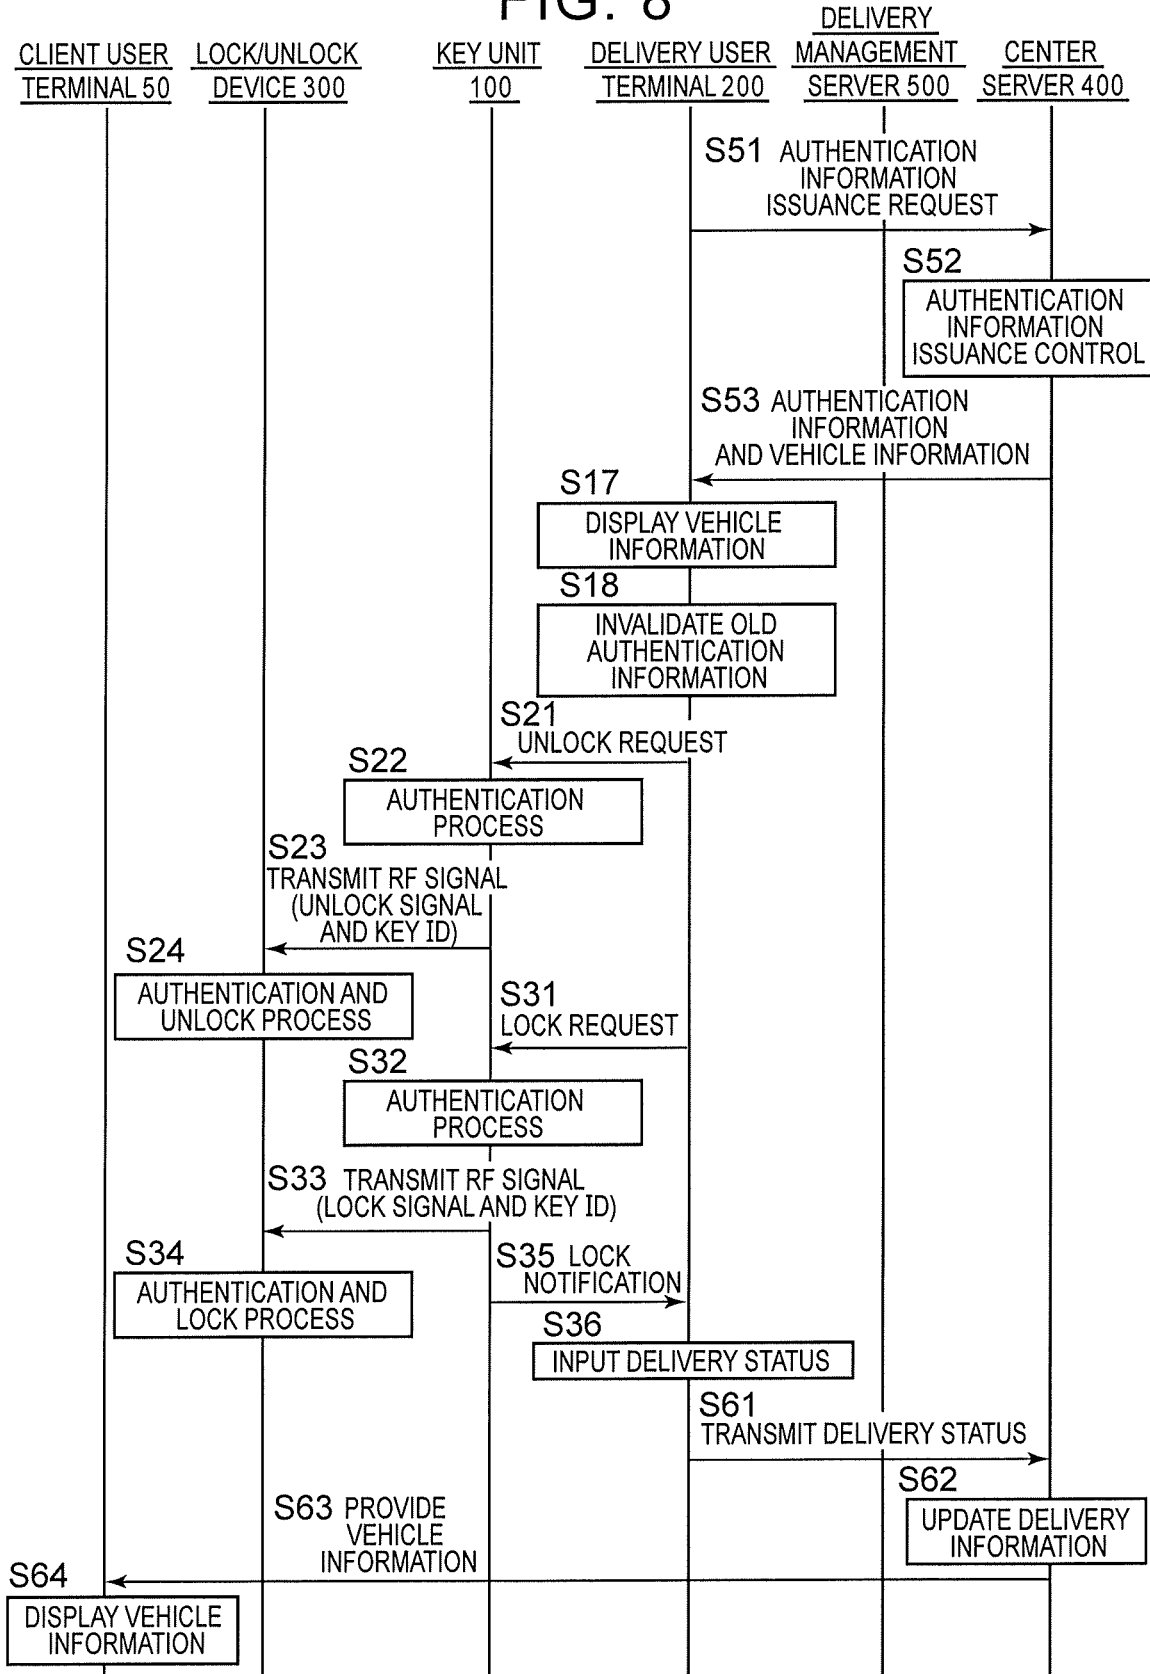 FIG. 8
CLIENT USER
TERMINAL 50
LOCK/UNLOCK
DEVICE 300
KEY UNIT
100
DELIVERY USER
TERMINAL 200
DELIVERY
MANAGEMENT
SERVER 500
CENTER
SERVER 400
S51 AUTHENTICATION
INFORMATION
ISSUANCE REQUEST
S52
AUTHENTICATION
INFORMATION
ISSUANCE CONTROL
S53 AUTHENTICATION
INFORMATION
AND VEHICLE INFORMATION
S17
DISPLAY VEHICLE
INFORMATION
S18
INVALIDATE OLD
AUTHENTICATION
INFORMATION
S21
UNLOCK REQUEST
S22
AUTHENTICATION
PROCESS
S23
TRANSMIT RF SIGNAL
(UNLOCK SIGNAL
AND KEY ID)
S24
AUTHENTICATION AND
UNLOCK PROCESS
S31
LOCK REQUEST
S32
AUTHENTICATION
PROCESS
S33 TRANSMIT RF SIGNAL
(LOCK SIGNAL AND KEY ID)
S34
AUTHENTICATION AND
LOCK PROCESS
S35 LOCK
NOTIFICATION
S36
INPUT DELIVERY STATUS
S61
TRANSMIT DELIVERY STATUS
S62
UPDATE DELIVERY
INFORMATION
S63 PROVIDE
VEHICLE
INFORMATION
S64
DISPLAY VEHICLE
INFORMATION